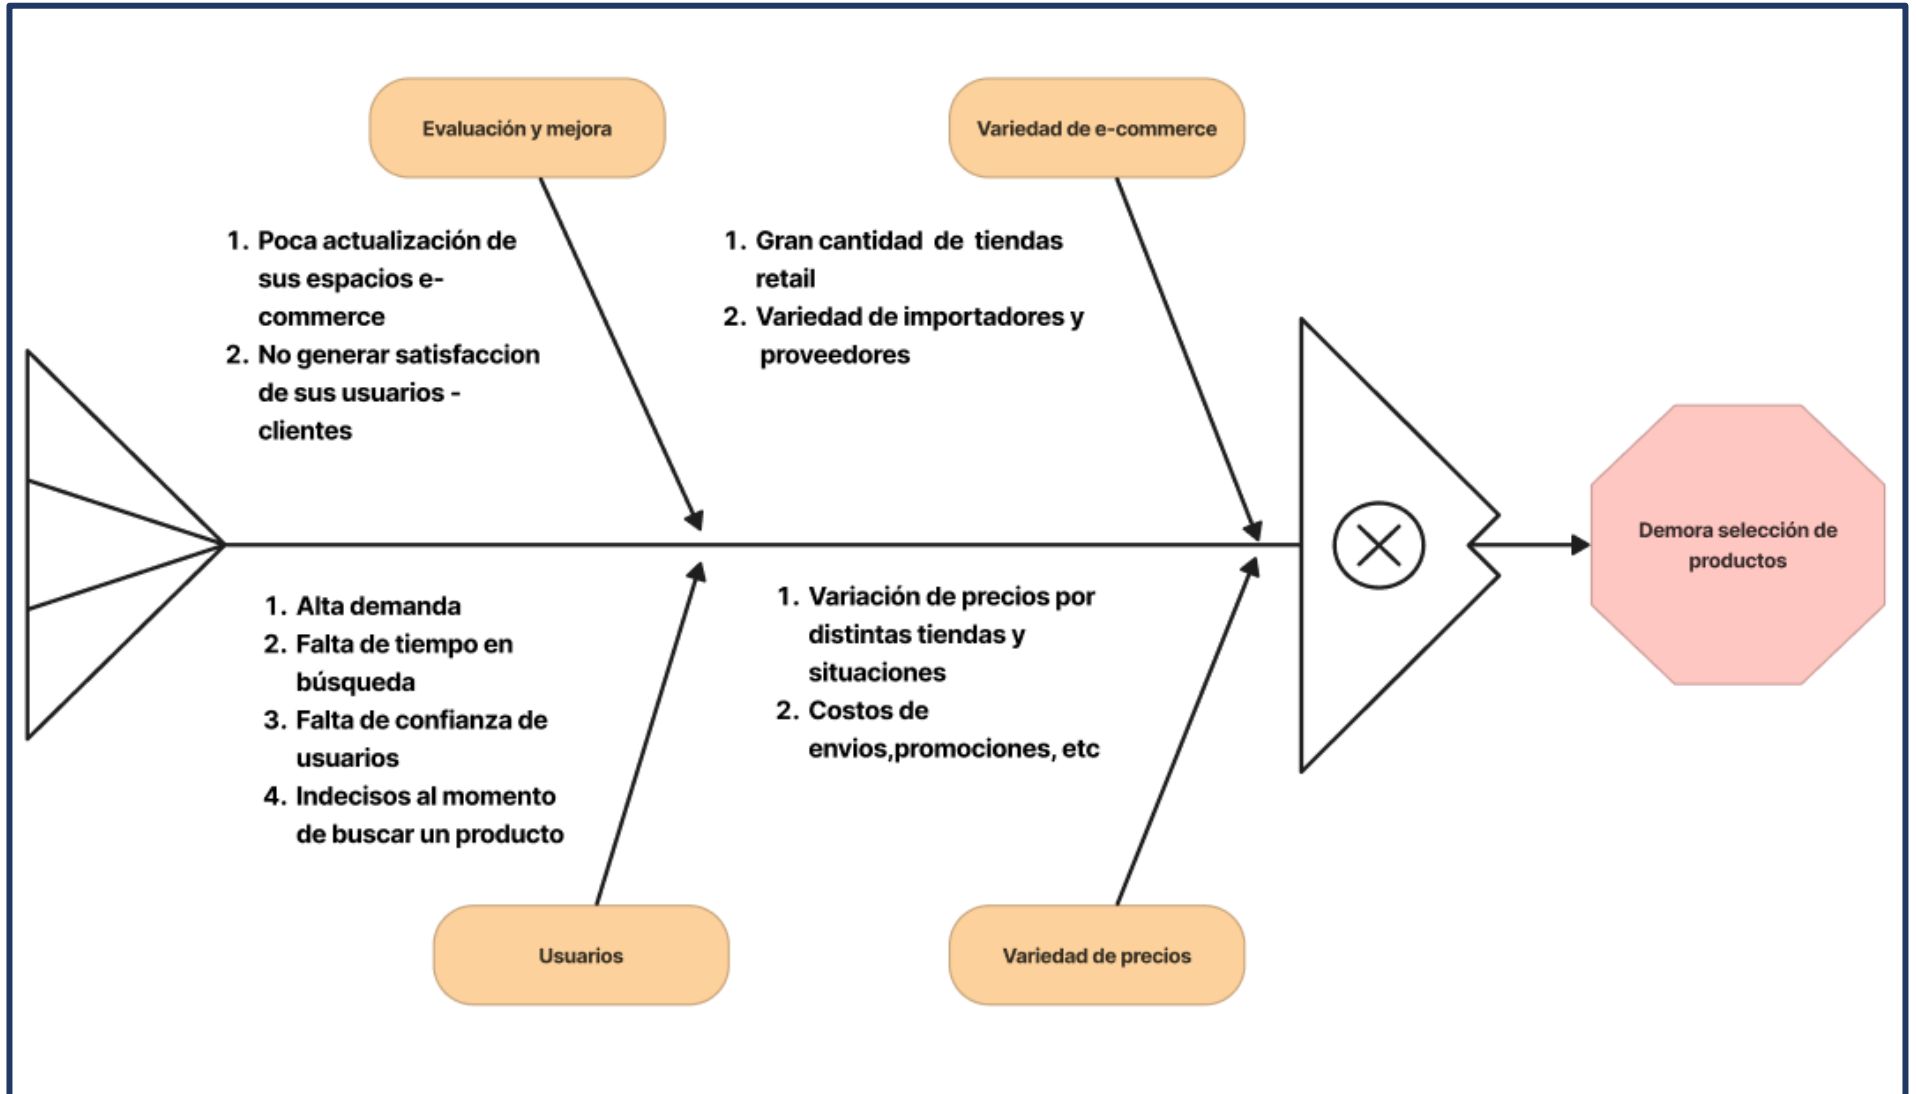 Evaluación y mejora
Variedad de e-commerce
1. Poca actualización de
sus espacios e-
commerce
2. No generar satisfaccion
de sus usuarios -
clientes
1. Gran cantidad de tiendas
retail
2. Variedad de importadores y
proveedores
Demora selección de
productos
1. Alta demanda
2. Falta de tiempo en
búsqueda
3. Falta de confianza de
usuarios
4. Indecisos al momento
de buscar un producto
1. Variación de precios por
distintas tiendas y
situaciones
2. Costos de
envios,promociones, etc
Usuarios
Variedad de precios